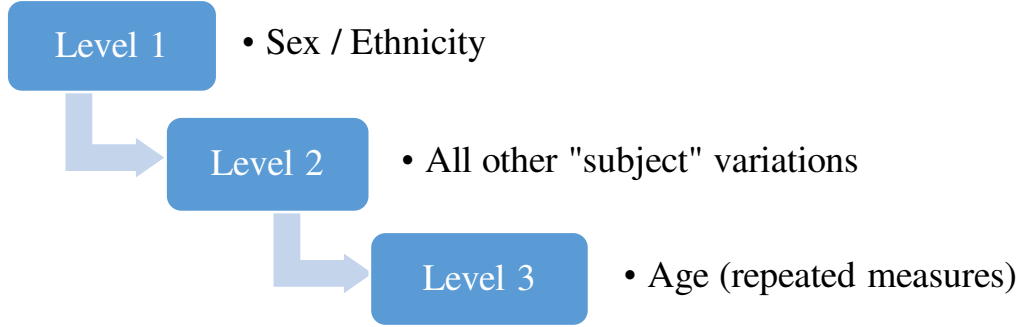 Level 1
• Sex / Ethnicity
Level 2
• All other "subject" variations
Level 3
• Age (repeated measures)